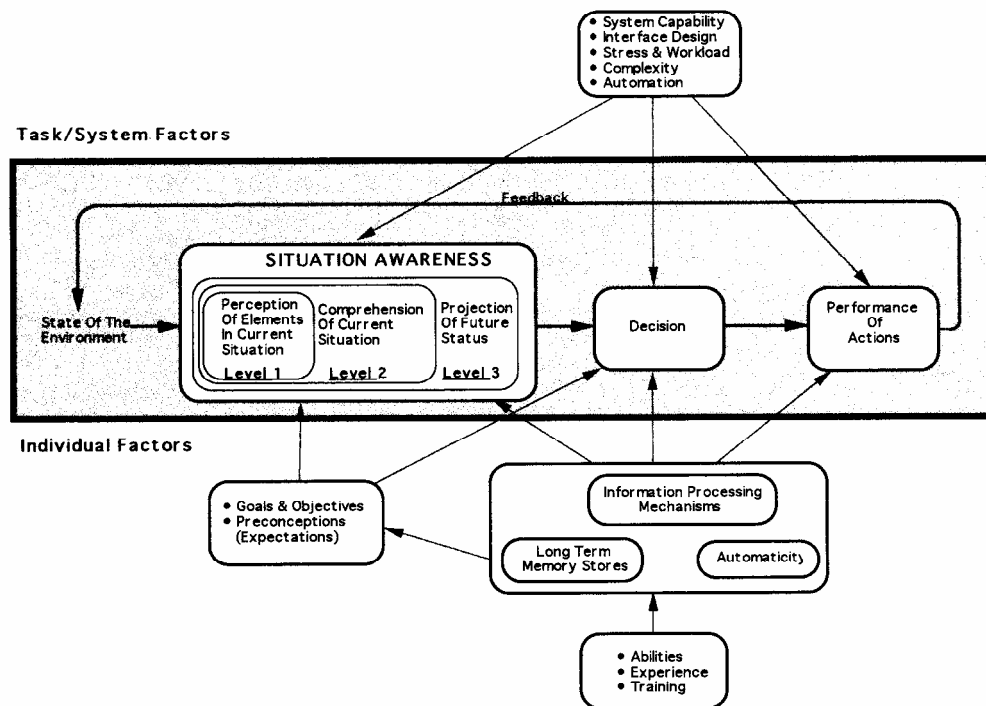 • System Capability
• Interface Design
• Stress & Workload
• Complexity
• Automation
Task/System Factors
Feedback
SITUATION AWARENESS
State Of The
Environment
Perception
Of Elements
In Current
Situation
Level 1
Comprehension
Of Current
Situation
Level 2
Projection
Of Future
Status
Level 3
Decision
Performance
Of
Actions
Individual Factors
• Goals & Objectives
• Preconceptions
(Expectations)
Information Processing
Mechanisms
Long Term
Memory Stores
Automaticity
• Abilities
• Experience
• Training